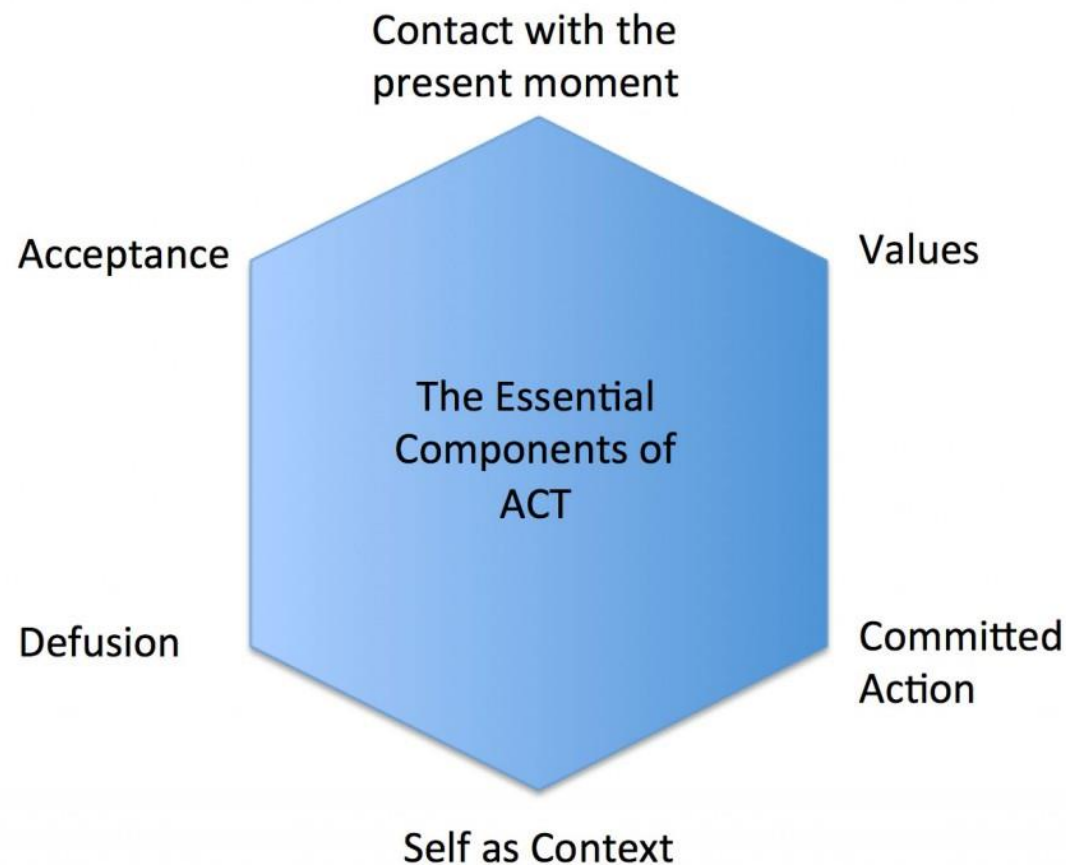 Contact with the
present moment
Acceptance
Values
The Essential
Components of
ACT
Defusion
Committed
Action
Self as Context